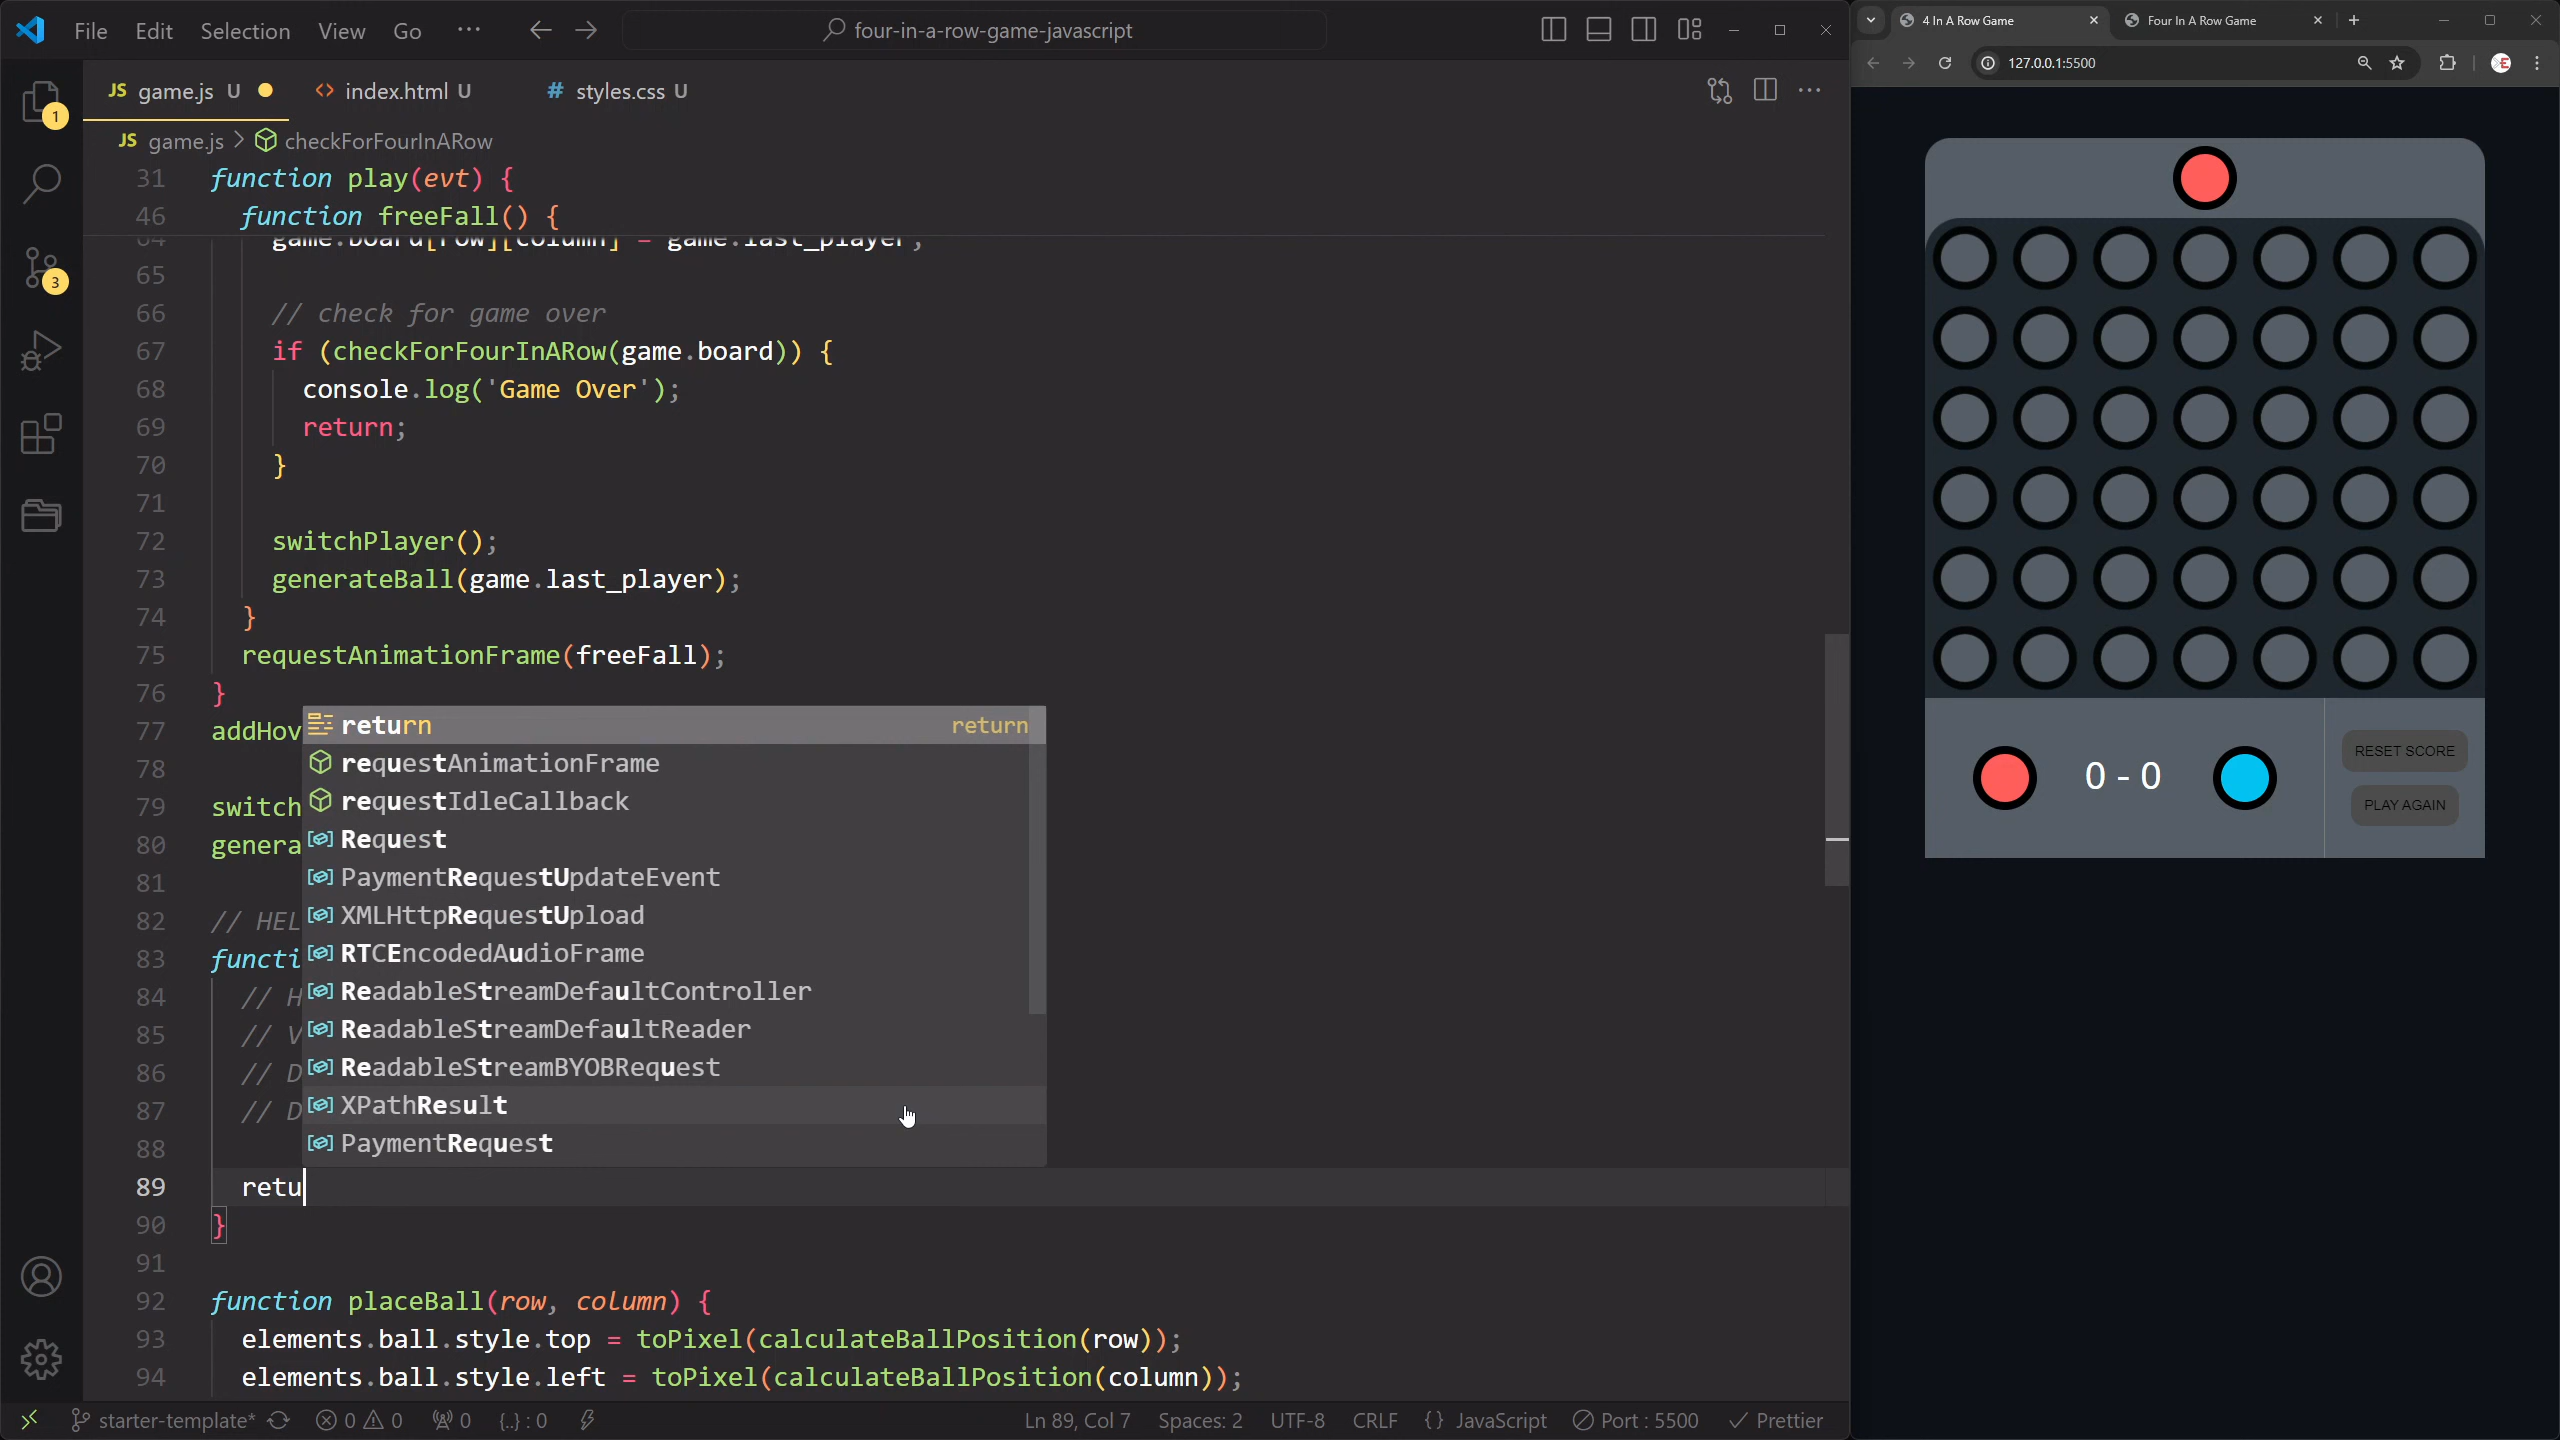 File Edit Selection View Go ··· four-in-a-row-game-javascript
JS game.js U index.html U # styles.css U
JS game.js > checkForFourInARow
31 function play(evt) {
46 function freeFall() {
64 game.board[row][column] = game.last_player;
65
66 // check for game over
67 if (checkForFourInARow(game.board)) {
68 console.log('Game Over');
69 return;
70 }
71
72 switchPlayer();
73 generateBall(game.last_player);
74 }
75 requestAnimationFrame(freeFall);
76 }
77 addHov
78
79 switch
80 genera
81
82 // HEL
83 functi
84 // H
85 // V
86 // D
87 // D
88
return return
requestAnimationFrame
requestIdleCallback
Request
PaymentRequestUpdateEvent
XMLHttpRequestUpload
RTCEncodedAudioFrame
ReadableStreamDefaultController
ReadableStreamDefaultReader
ReadableStreamBYOBRequest
XPathResult
PaymentRequest
89 retu
90 }
91
92 function placeBall(row, column) {
93 elements.ball.style.top = toPixel(calculateBallPosition(row));
94 elements.ball.style.left = toPixel(calculateBallPosition(column));
1
3
starter-template* 0 0 0 {..} : 0 Ln 89, Col 7 Spaces: 2 UTF-8 CRLF {} JavaScript Port : 5500 Prettier
4 In A Row Game Four In A Row Game
127.0.0.1:5500
0 - 0
RESET SCORE
PLAY AGAIN